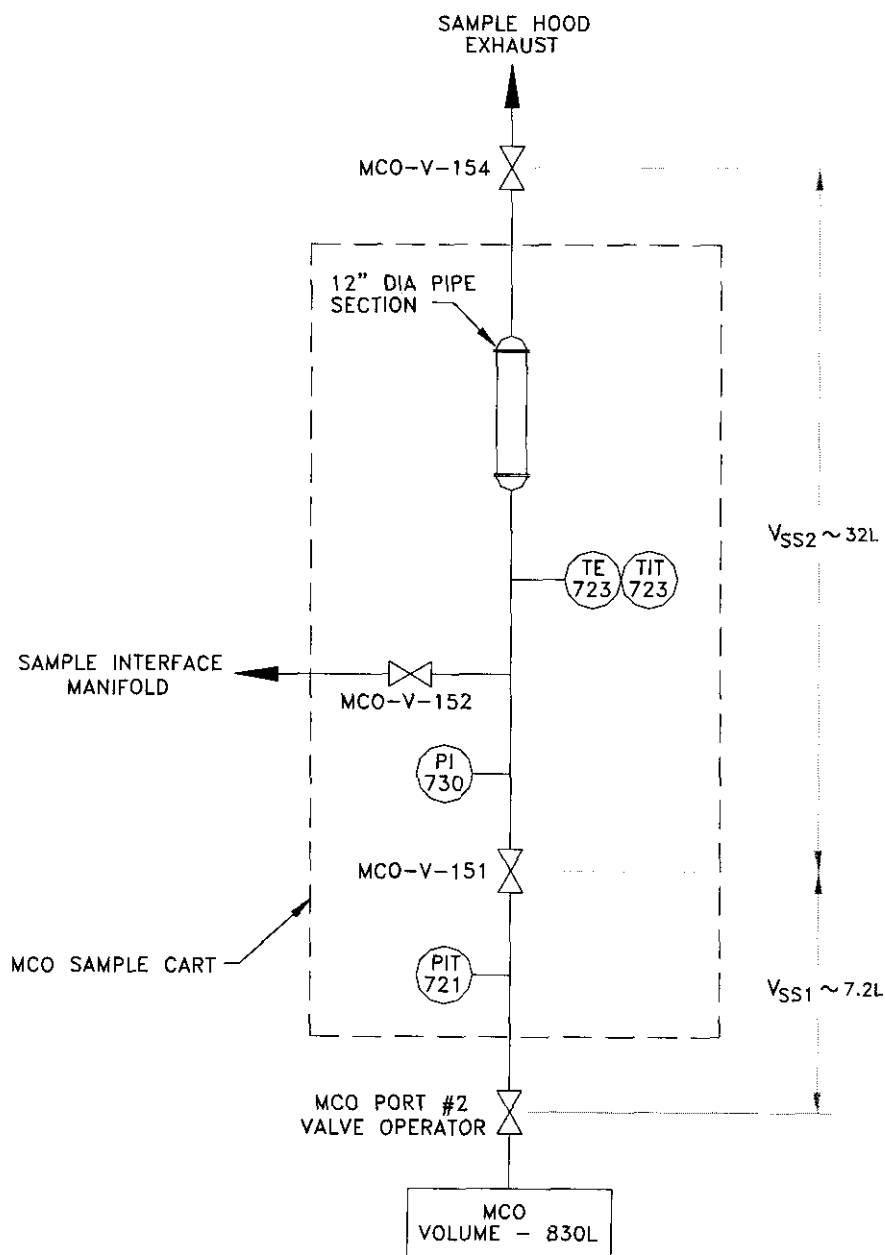 SAMPLE HOOD
EXHAUST
MCO-V-154
12" DIA PIPE
SECTION
VSS2 ~ 32L
TE
723
TIT
723
SAMPLE INTERFACE
MANIFOLD
MCO-V-152
PI
730
MCO-V-151
MCO SAMPLE CART
PIT
721
VSS1 ~ 7.2L
MCO PORT #2
VALVE OPERATOR
MCO
VOLUME - 830L